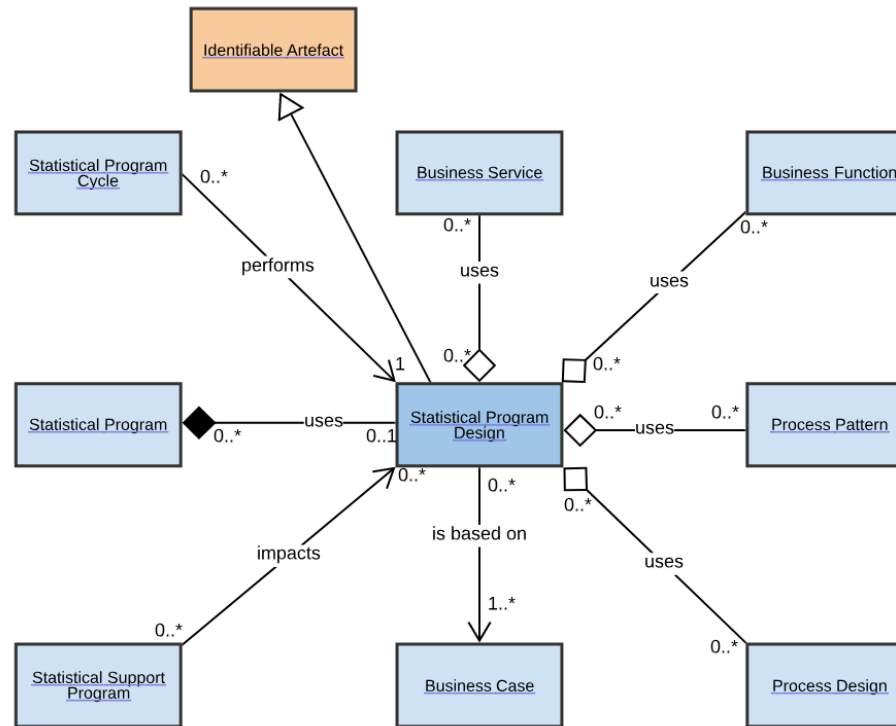 Identifiable Artefact
Statistical Program
Cycle
Business Service
Business Function
0..*
0..*
0..*
performs
uses
uses
1
0..*
0..*
Statistical Program
uses
0..*
0..1
Statistical Program
Design
0..*
uses
0..*
Process Pattern
0..*
0..*
0..*
impacts
is based on
uses
0..*
1..*
0..*
Statistical Support
Program
Business Case
Process Design